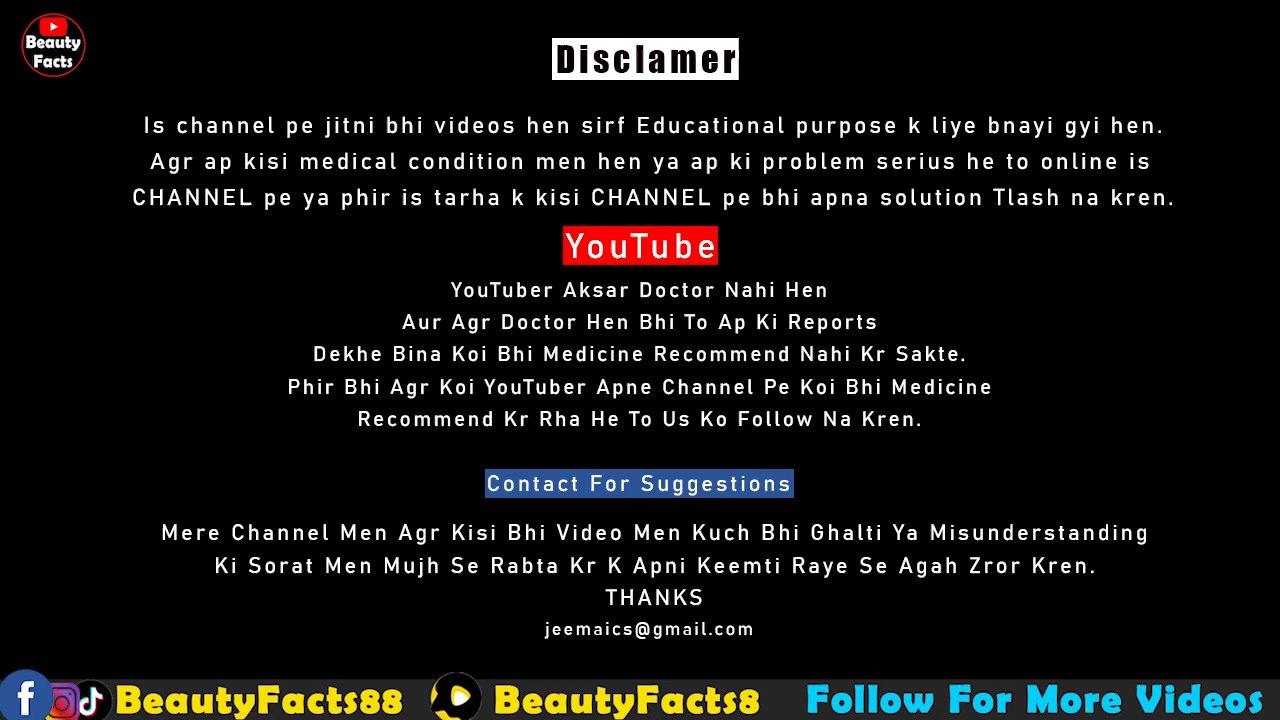 Beauty
Facts
Disclamer
Is channel pe jitni bhi videos hen sirf Educational purpose k liye bnayi gyi hen.
Agr ap kisi medical condition men hen ya ap ki problem serius he to online is
CHANNEL pe ya phir is tarha k kisi CHANNEL pe bhi apna solution Tlash na kren.
YouTube
YouTuber Aksar Doctor Nahi Hen
Aur Agr Doctor Hen Bhi To Ap Ki Reports
Dekhe Bina Koi Bhi Medicine Recommend Nahi Kr Sakte.
Phir Bhi Agr Koi YouTuber Apne Channel Pe Koi Bhi Medicine
Recommend Kr Rha He To Us Ko Follow Na Kren.
Contact For Suggestions
Mere Channel Men Agr Kisi Bhi Video Men Kuch Bhi Ghalti Ya Misunderstanding
Ki Sorat Men Mujh Se Rabta Kr K Apni Keemti Raye Se Agah Zror Kren.
THANKS
jeemaics@gmail.com
BeautyFacts88 BeautyFacts8 Follow For More Videos